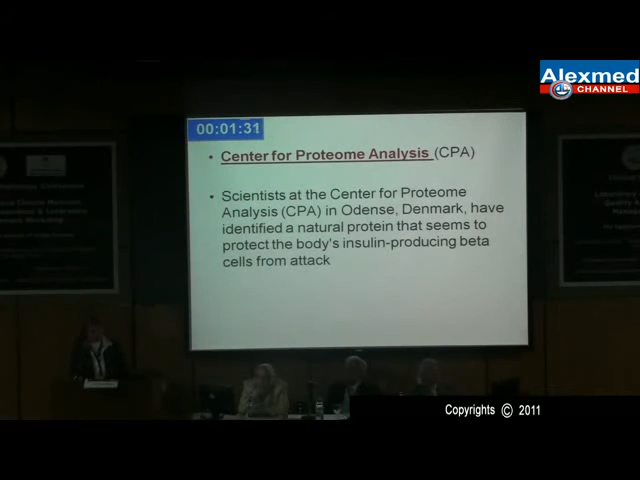 Alexmed
CHANNEL
00:01:31
• Center for Proteome Analysis (CPA)
• Scientists at the Center for Proteome
Analysis (CPA) in Odense, Denmark, have
identified a natural protein that seems to
protect the body's insulin-producing beta
cells from attack
Copyrights © 2011